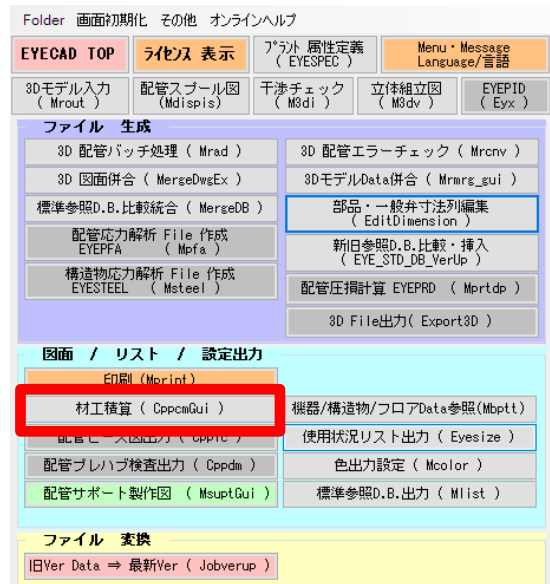 Folder 画面初期化 その他 オンラインヘルプ
EYECAD TOP
ライセンス 表示
プラント 属性定義
( EYESPEC )
Menu・Message
Language/言語
3Dモデル入力
( Mrout )
配管スプール図
(Mdispis)
干渉チェック
( M3di )
立体組立図
( M3dv )
EYEPID
( Eyx )
ファイル 生成
3D 配管バッチ処理 ( Mrad )
3D 配管エラーチェック ( Mrcnv )
3D 図面併合 ( MergeDwgEx )
3DモデルData併合 ( Mrmrg_gui )
標準参照D.B.比較統合 ( MergeDB )
部品・一般弁寸法列編集
( EditDimension )
配管応力解析 File 作成
EYEPFA ( Mpfa )
新旧参照D.B.比較・挿入
( EYE_STD_DB_VerUp )
構造物応力解析 File 作成
EYESTEEL ( Msteel )
配管圧損計算 EYEPRD ( Mprtdp )
3D File出力( Export3D )
図面 / リスト / 設定出力
印刷 (Mprint)
材工積算 ( CppcmGui )
機器/構造物/フロアData参照(Mbptt)
使用状況リスト出力 ( Eyesize )
配管プレハブ検査出力 ( Cppdm )
色出力設定 ( Mcolor )
配管サポート製作図 ( MsuptGui )
標準参照D.B.出力 ( Mlist )
ファイル 変換
旧Ver Data ⇒ 最新Ver ( Jobverup )